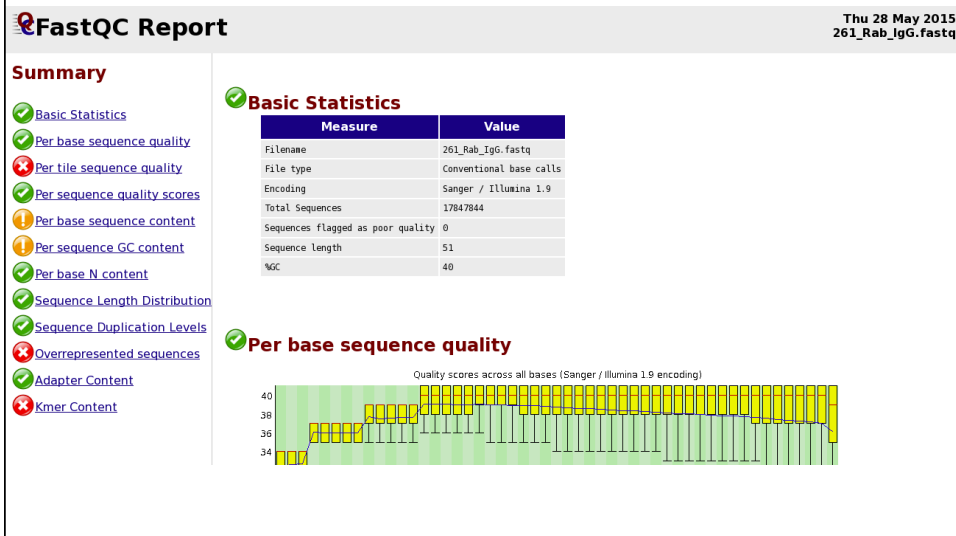 FastQC Report
Thu 28 May 2015
261_Rab_IgG.fastq
Summary
Basic Statistics
Per base sequence quality
Per tile sequence quality
Per sequence quality scores
Per base sequence content
Per sequence GC content
Per base N content
Sequence Length Distribution
Sequence Duplication Levels
Overrepresented sequences
Adapter Content
Kmer Content
Basic Statistics
Measure Value
Filename 261_Rab_IgG.fastq
File type Conventional base calls
Encoding Sanger / Illumina 1.9
Total Sequences 17847844
Sequences flagged as poor quality 0
Sequence length 51
%GC 40
Per base sequence quality
Quality scores across all bases (Sanger / Illumina 1.9 encoding)
40
38
36
34